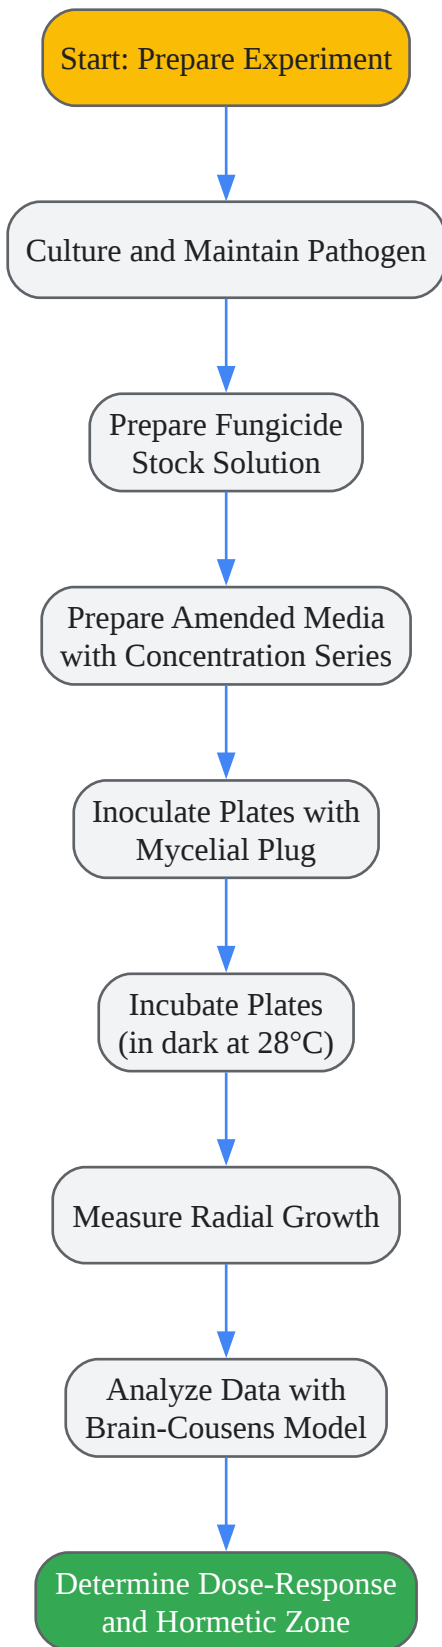 Start: Prepare Experiment
Culture and Maintain Pathogen
Prepare Fungicide
Stock Solution
Prepare Amended Media
with Concentration Series
Inoculate Plates with
Mycelial Plug
Incubate Plates
(in dark at 28°C)
Measure Radial Growth
Analyze Data with
Brain-Cousens Model
Determine Dose-Response
and Hormetic Zone